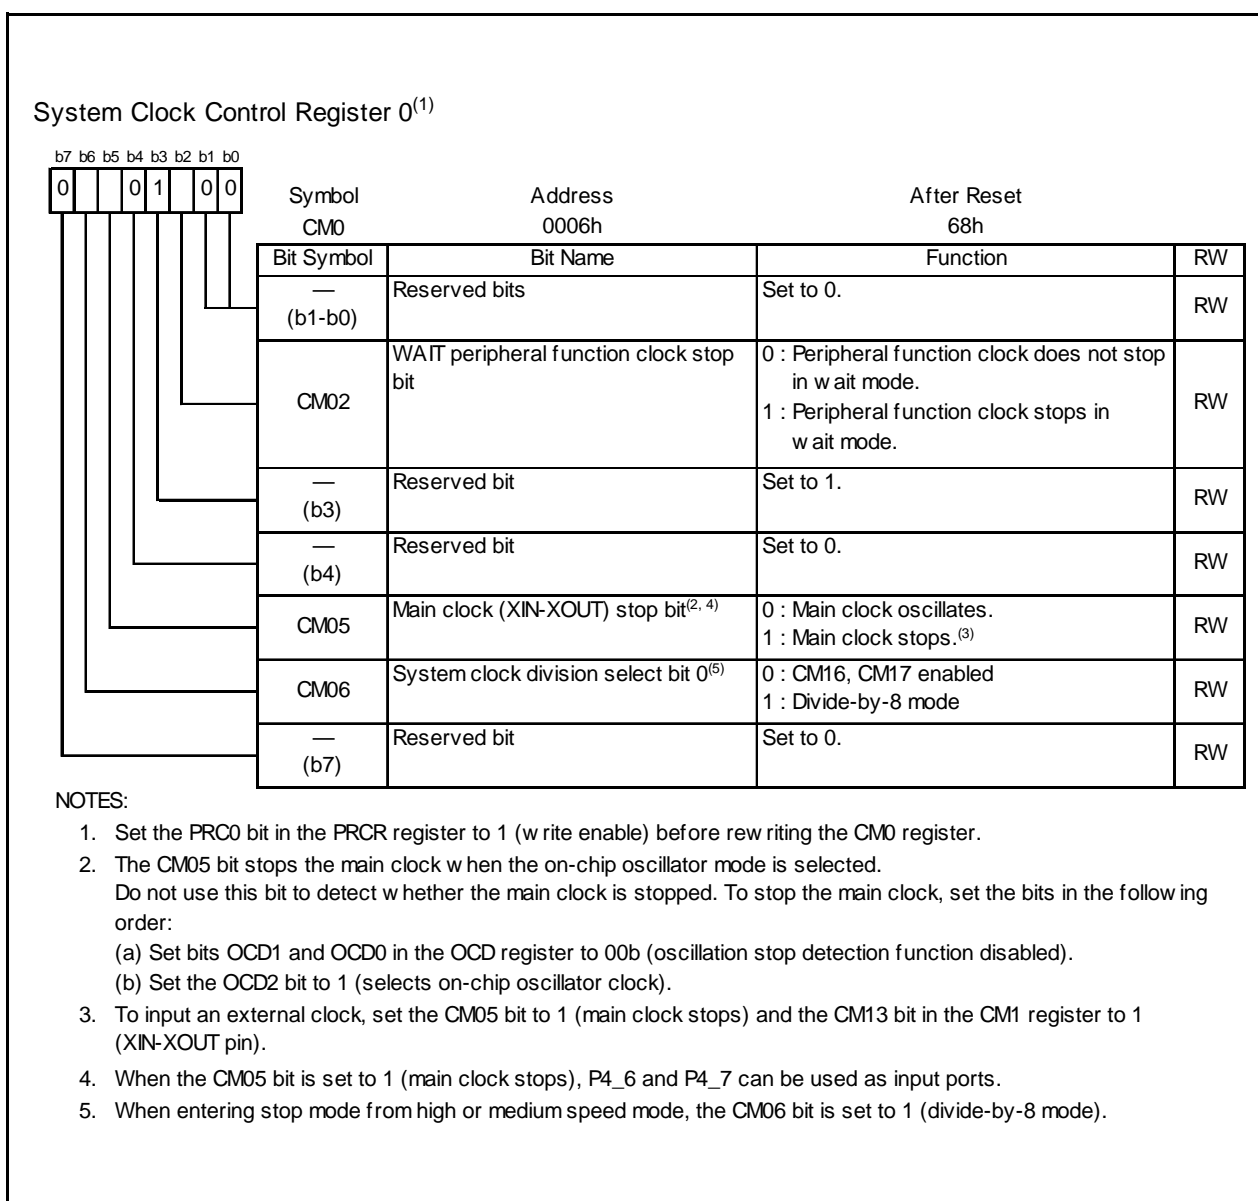 System Clock Control Register 0(1)
b7 b6 b5 b4 b3 b2 b1 b0
0 0 1 0 0
Symbol Address After Reset
CM0 0006h 68h
Bit Symbol Bit Name Function RW
— (b1-b0) Reserved bits Set to 0. RW
CM02 WAIT peripheral function clock stop bit 0 : Peripheral function clock does not stop in wait mode. RW
1 : Peripheral function clock stops in wait mode.
— (b3) Reserved bit Set to 1. RW
— (b4) Reserved bit Set to 0. RW
CM05 Main clock (XIN-XOUT) stop bit(2, 4) 0 : Main clock oscillates. RW
1 : Main clock stops.(3)
CM06 System clock division select bit 0(5) 0 : CM16, CM17 enabled RW
1 : Divide-by-8 mode
— (b7) Reserved bit Set to 0. RW
NOTES:
1. Set the PRC0 bit in the PRCR register to 1 (write enable) before rewriting the CM0 register.
2. The CM05 bit stops the main clock when the on-chip oscillator mode is selected.
Do not use this bit to detect whether the main clock is stopped. To stop the main clock, set the bits in the following
order:
(a) Set bits OCD1 and OCD0 in the OCD register to 00b (oscillation stop detection function disabled).
(b) Set the OCD2 bit to 1 (selects on-chip oscillator clock).
3. To input an external clock, set the CM05 bit to 1 (main clock stops) and the CM13 bit in the CM1 register to 1
(XIN-XOUT pin).
4. When the CM05 bit is set to 1 (main clock stops), P4_6 and P4_7 can be used as input ports.
5. When entering stop mode from high or medium speed mode, the CM06 bit is set to 1 (divide-by-8 mode).